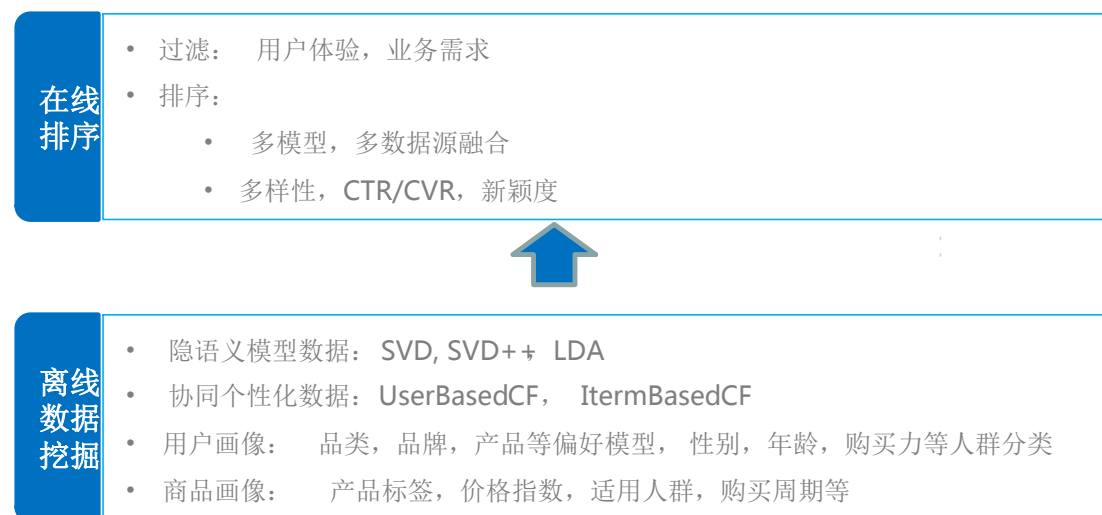 在线
排序
• 过滤： 用户体验，业务需求
• 排序：
• 多模型，多数据源融合
• 多样性，CTR/CVR，新颖度
离线
数据
挖掘
• 隐语义模型数据：SVD, SVD++， LDA
• 协同个性化数据：UserBasedCF， ItermBasedCF
• 用户画像： 品类，品牌，产品等偏好模型， 性别，年龄，购买力等人群分类
• 商品画像： 产品标签，价格指数，适用人群，购买周期等